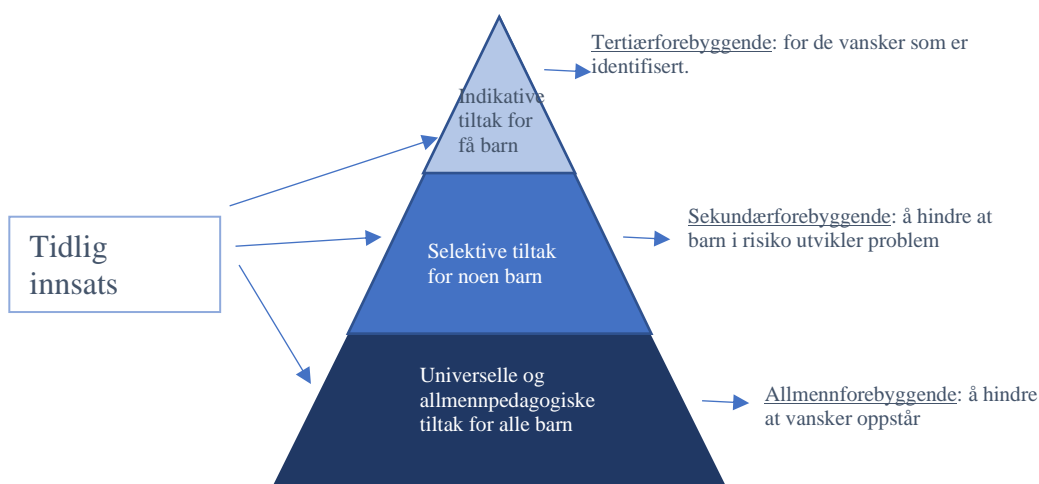 Tertiærforebyggende: for de vansker som er
identifisert.
Indikative
tiltak for
få barn
Tidlig
innsats
Sekundærforebyggende: å hindre at
barn i risiko utvikler problem
Selektive tiltak
for noen barn
Universelle og
allmennpedagogiske
tiltak for alle barn
Allmennforebyggende: å hindre
at vansker oppstår